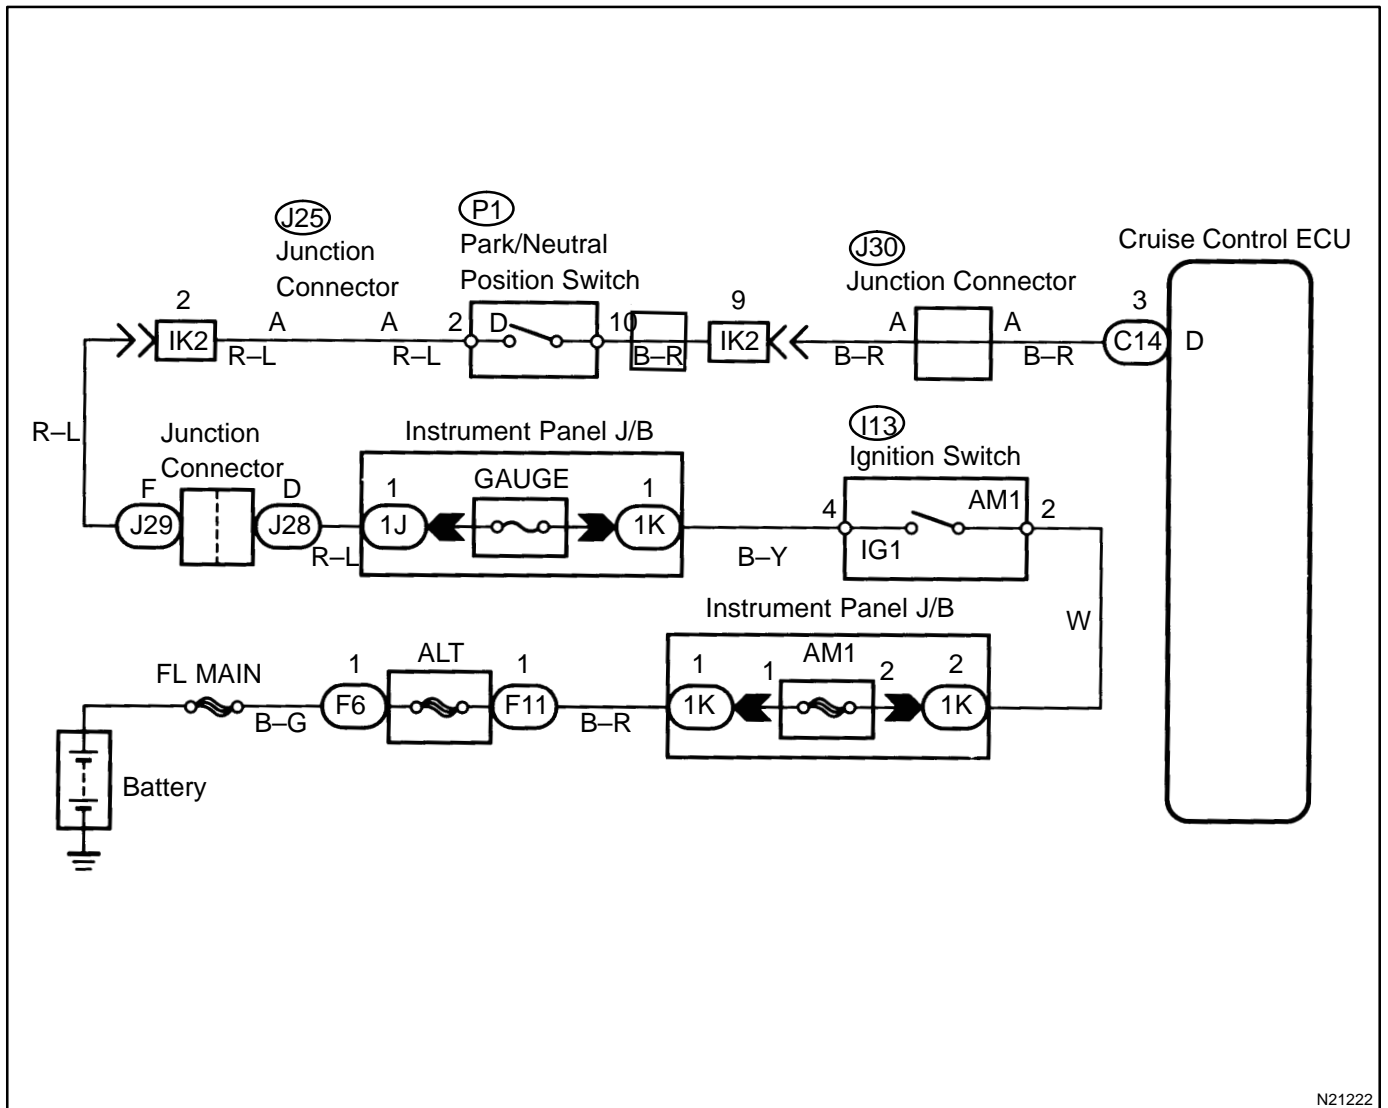 J25
Junction
Connector
P1
Park/Neutral
Position Switch
J30
Junction Connector
Cruise Control ECU
2
IK2
A
A
R–L
R–L
2
D
10
B–R
9
IK2
A
A
B–R
B–R
3
C14
D
R–L
Junction
Connector
F
J29
D
J28
R–L
Instrument Panel J/B
1
1J
GAUGE
1
1K
B–Y
I13
Ignition Switch
4
IG1
AM1
2
W
Instrument Panel J/B
FL MAIN
B–G
1
F6
ALT
1
F11
B–R
1
1K
1
AM1
2
2
1K
Battery
N21222